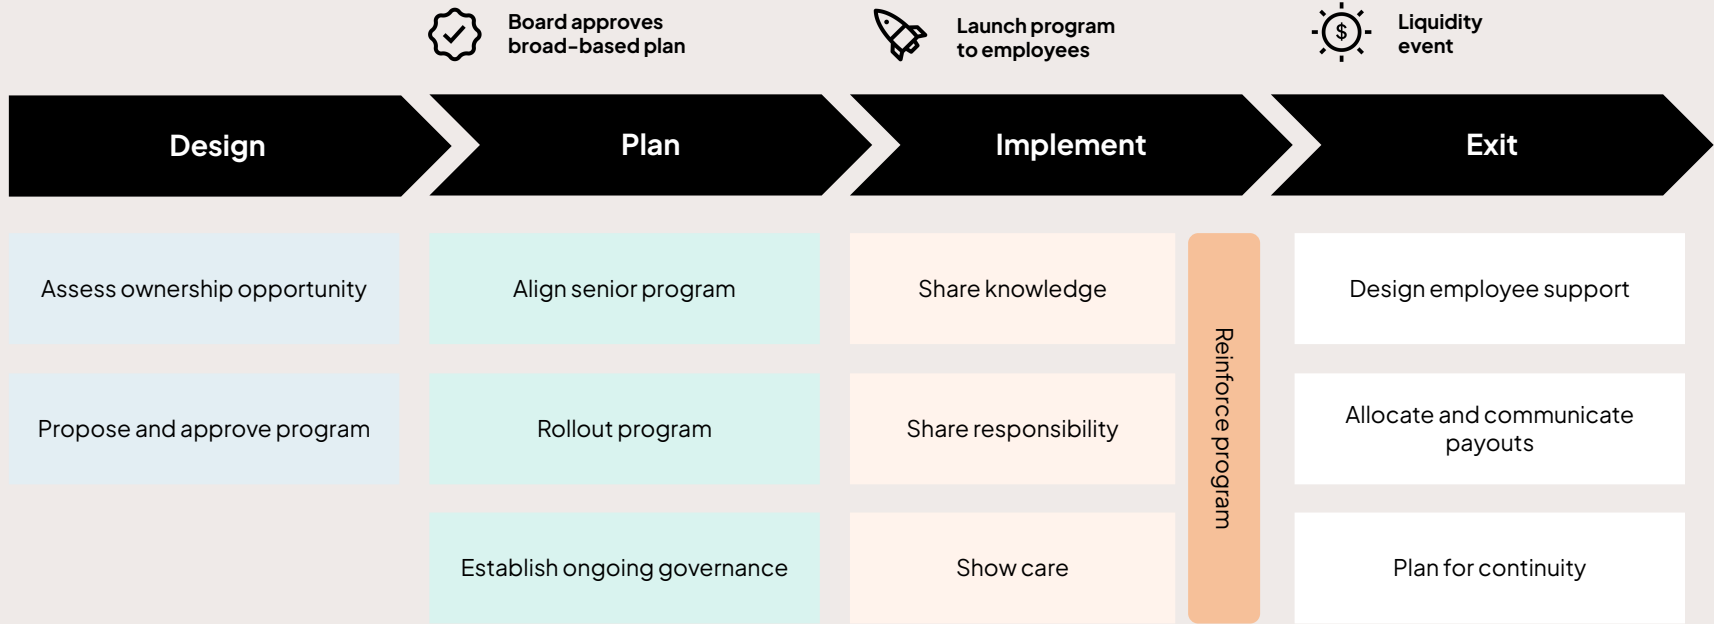 Board approves
broad-based plan
Launch program
to employees
Liquidity
event
$
Design
Plan
Implement
Exit
Assess ownership opportunity
Align senior program
Share knowledge
Design employee support
Propose and approve program
Rollout program
Share responsibility
Allocate and communicate
payouts
Establish ongoing governance
Show care
Plan for continuity
Reinforce program